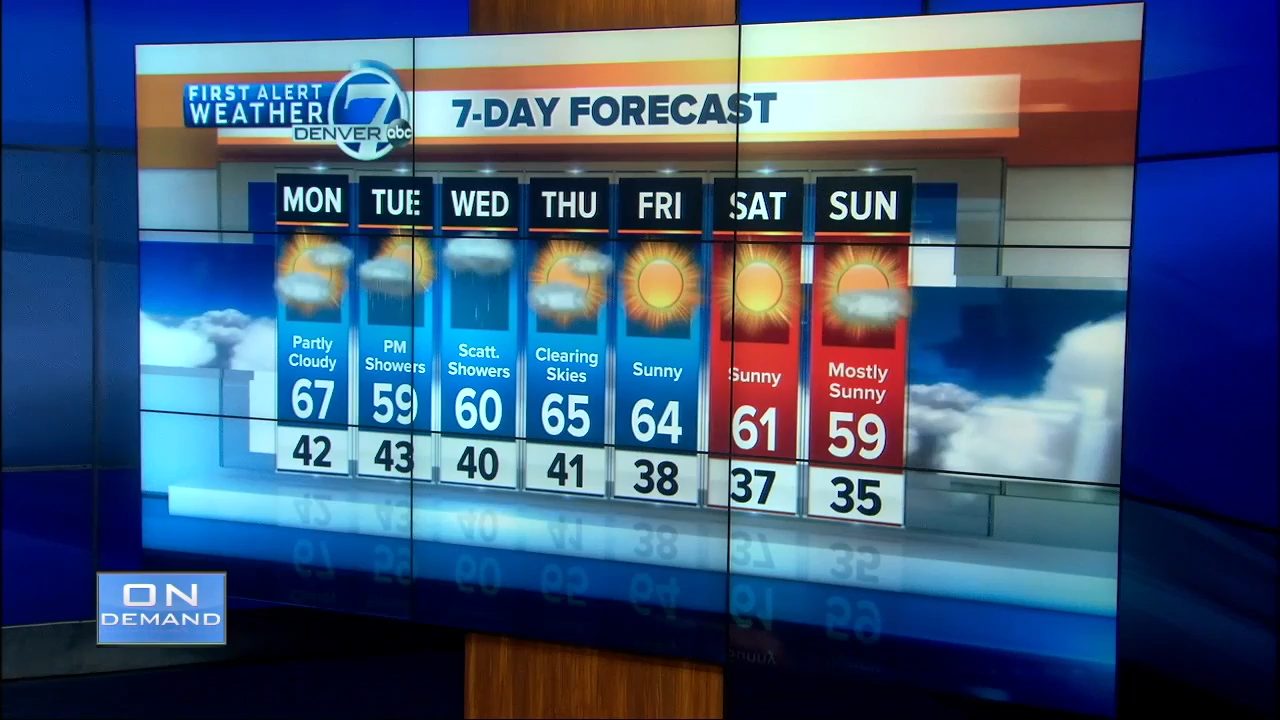 FIRST ALERT
WEATHER
7
DENVER abc
7-DAY FORECAST
MON TUE WED THU FRI SAT SUN
Partly
Cloudy
PM
Showers
Scatt.
Showers
Clearing
Skies
Sunny
Sunny
Mostly
Sunny
67 59 60 65 64 61 59
42 43 40 41 38 37 35
ON
DEMAND